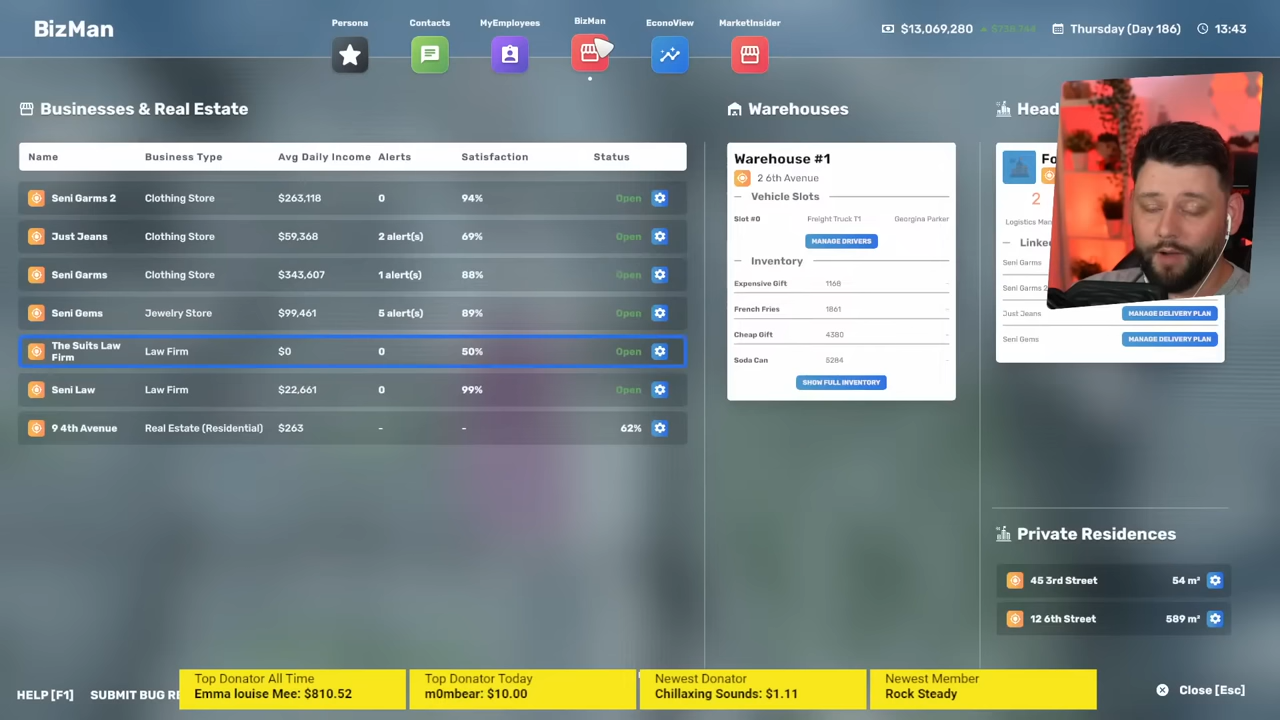 BizMan
Persona
Contacts
MyEmployees
BizMan
EconoView
MarketInsider
$13,069,280
Thursday (Day 186)
13:43
Businesses & Real Estate
Name Business Type Avg Daily Income Alerts Satisfaction Status
Seni Garms 2 Clothing Store $263,118 0 94% Open
Just Jeans Clothing Store $59,368 2 alert(s) 69% Open
Seni Garms Clothing Store $343,607 1 alert(s) 88% Open
Seni Gems Jewelry Store $99,461 5 alert(s) 89% Open
The Suits Law
Firm Law Firm $0 0 50% Open
Seni Law Law Firm $22,661 0 99% Open
9 4th Avenue Real Estate (Residential) $263 - - 62%
Warehouses
Warehouse #1
2 6th Avenue
Vehicle Slots
Slot #0 Freight Truck T1 Georgina Parker
MANAGE DRIVERS
Inventory
Expensive Gift 1168 -
French Fries 1861 -
Cheap Gift 4380 -
Soda Can 5284 -
SHOW FULL INVENTORY
Head
Fo
2
Logistics Man
Linke
Seni Garms
Seni Garms 2
Just Jeans MANAGE DELIVERY PLAN
Seni Gems MANAGE DELIVERY PLAN
Private Residences
45 3rd Street 54 m²
12 6th Street 589 m²
HELP [F1] SUBMIT BUG RE
Top Donator All Time
Emma louise Mee: $810.52
Top Donator Today
m0mbear: $10.00
Newest Donator
Chillaxing Sounds: $1.11
Newest Member
Rock Steady
Close [Esc]